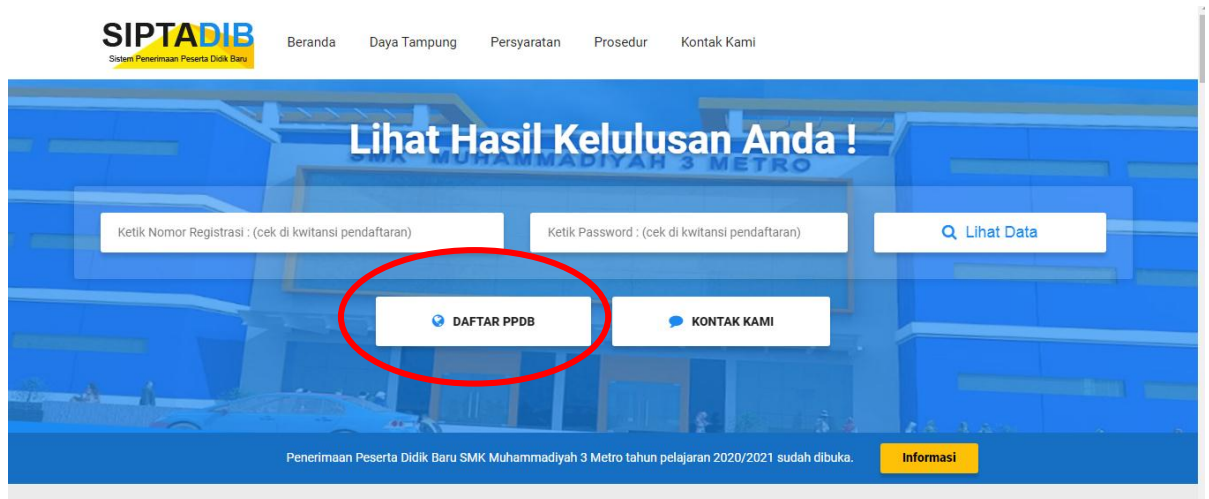 SIPTADIB
Sistem Penerimaan Peserta Didik Baru
Beranda Daya Tampung Persyaratan Prosedur Kontak Kami
Lihat Hasil Kelulusan Anda !
SMK MUHAMMADIYAH 3 METRO
Ketik Nomor Registrasi : (cek di kwitansi pendaftaran) Ketik Password : (cek di kwitansi pendaftaran) Lihat Data
DAFTAR PPDB KONTAK KAMI
Penerimaan Peserta Didik Baru SMK Muhammadiyah 3 Metro tahun pelajaran 2020/2021 sudah dibuka. Informasi